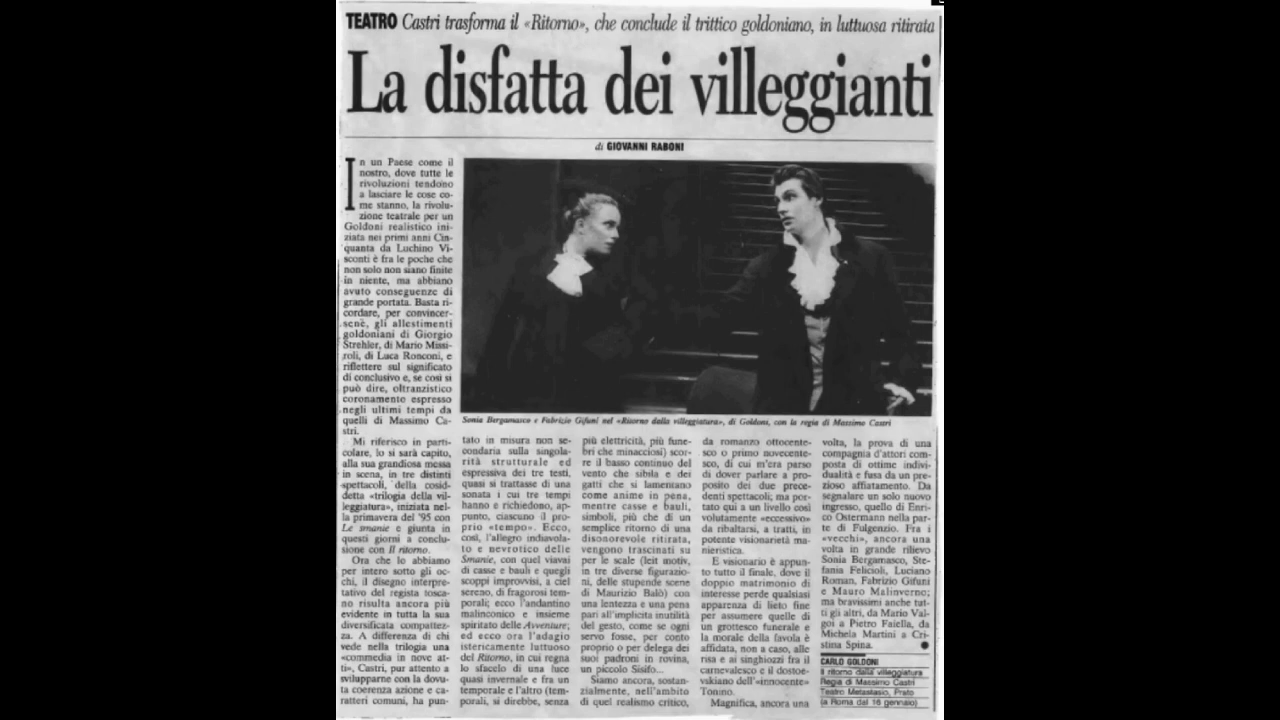 TEATRO Castri trasforma il «Ritorno», che conclude il trittico goldoniano, in luttuosa ritirata
La disfatta dei villeggianti
di GIOVANNI RABONI
In un Paese come il
nostro, dove tutte le
rivoluzioni tendono
a lasciare le cose co-
me stanno, la rivolu-
zione teatrale per un
Goldoni realistico ini-
ziata nei primi anni Cin-
quanta da Luchino Vi-
sconti è fra le poche che
non solo non siano finite
in niente, ma abbiano
avuto conseguenze di
grande portata. Basta ri-
cordare, per convincer-
sene, gli allestimenti
goldoniani di Giorgio
Strehler, di Mario Missi-
roli, di Luca Ronconi, e
riflettere sul significato
di conclusivo e, se così si
può dire, oltranzistico
coronamento espresso
negli ultimi tempi da
quelli di Massimo Ca-
stri.
Mi riferisco in parti-
colare, lo si sarà capito,
alla sua grandiosa messa
in scena, in tre distinti
spettacoli, della cosid-
detta «trilogia della vil-
leggiatura», iniziata nel-
la primavera del '95 con
Le smanie e giunta in
questi giorni a conclu-
sione con Il ritorno.
Ora che lo abbiamo
per intero sotto gli oc-
chi, il disegno interpre-
tativo del regista tosca-
no risulta ancora più
evidente in tutta la sua
diversificata compattez-
za. A differenza di chi
vede nella trilogia una
«commedia in nove at-
ti», Castri, pur attento a
svilupparne con la dovu-
ta coerenza azione e ca-
ratteri comuni, ha pun-
Sonia Bergamasco e Fabrizio Gifuni nel «Ritorno dalla villeggiatura», di Goldoni, con la regia di Massimo Castri
tato in misura non se-
condaria sulla singola-
rità strutturale ed
espressiva dei tre testi,
quasi si trattasse di una
sonata i cui tre tempi
hanno e richiedono, ap-
punto, ciascuno il pro-
prio «tempo». Ecco,
così, l'allegro indiavola-
to e nevrotico delle
Smanie, con quel viavai
di casse e bauli e quegli
scoppi improvvisi, a ciel
sereno, di fragorosi tem-
porali; ecco l'andantino
malinconico e insieme
spiritato delle Avventure;
ed ecco ora l'adagio
istericamente luttuoso
del Ritorno, in cui regna
lo sfacelo di una luce
quasi invernale e fra un
temporale e l'altro (tem-
porali, si direbbe, senza
più elettricità, più fune-
bri che minacciosi) scor-
re il basso continuo del
vento che sibila e dei
gatti che si lamentano
come anime in pena,
mentre casse e bauli,
simboli, più che di un
semplice ritorno di una
disonorevole ritirata,
vengono trascinati su
per le scale (leit motiv,
in tre diverse figurazio-
ni, delle stupende scene
di Maurizio Balò) con
una lentezza e una pena
pari all'implicita inutilità
del gesto, come se ogni
servo fosse, per conto
proprio o per delega dei
suoi padroni in rovina,
un piccolo Sisifo...
Siamo ancora, sostan-
zialmente, nell'ambito
di quel realismo critico,
da romanzo ottocente-
sco o primo novecente-
sco, di cui m'era parso
di dover parlare a pro-
posito dei due prece-
denti spettacoli; ma por-
tato qui a un livello così
volutamente «eccessivo»
da ribaltarsi, a tratti, in
potente visionarietà ma-
nieristica.
E visionario è appun-
to tutto il finale, dove il
doppio matrimonio di
interesse perde qualsiasi
apparenza di lieto fine
per assumere quelle di
un grottesco funerale e
la morale della favola è
affidata, non a caso, alle
risa e ai singhiozzi fra il
carnevalesco e il dostoe-
vskiano dell'«innocente»
Tonino.
Magnifica, ancora una
volta, la prova di una
compagnia d'attori com-
posta di ottime indivi-
dualità e fusa da un pre-
zioso affiatamento. Da
segnalare un solo nuovo
ingresso, quello di Enri-
co Ostermann nella par-
te di Fulgenzio. Fra i
«vecchi», ancora una
volta in grande rilievo
Sonia Bergamasco, Ste-
fania Felicioli, Luciano
Roman, Fabrizio Gifuni
e Mauro Malinverno;
ma bravissimi anche tut-
ti gli altri, da Mario Val-
goi a Pietro Faiella, da
Michela Martini a Cri-
stina Spina.
CARLO GOLDONI
Il ritorno dalla villeggiatura
Regia di Massimo Castri
Teatro Metastasio, Prato
(a Roma dal 16 gennaio)